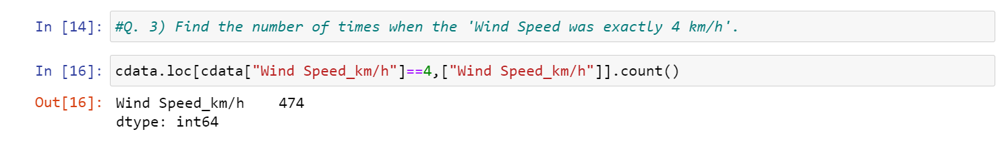 In [14]: #Q. 3) Find the number of times when the 'Wind Speed was exactly 4 km/h'.
In [16]: cdata.loc[cdata["Wind Speed_km/h"]==4,["Wind Speed_km/h"]].count()
Out[16]: Wind Speed_km/h    474
dtype: int64